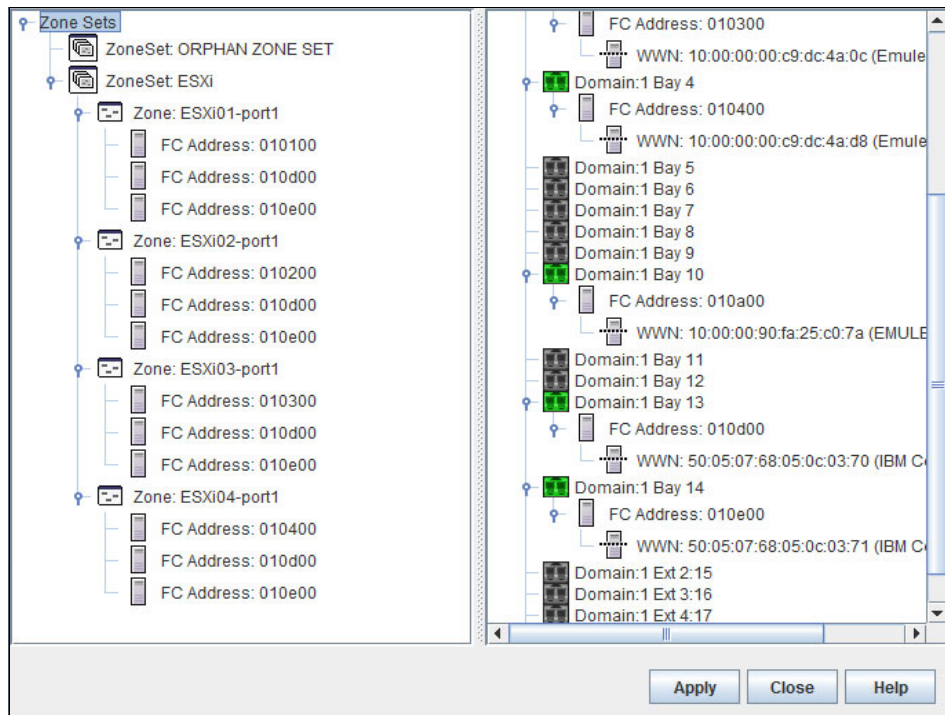 Zone Sets
ZoneSet: ORPHAN ZONE SET
ZoneSet: ESXi
Zone: ESXi01-port1
FC Address: 010100
FC Address: 010d00
FC Address: 010e00
Zone: ESXi02-port1
FC Address: 010200
FC Address: 010d00
FC Address: 010e00
Zone: ESXi03-port1
FC Address: 010300
FC Address: 010d00
FC Address: 010e00
Zone: ESXi04-port1
FC Address: 010400
FC Address: 010d00
FC Address: 010e00
FC Address: 010300
WWN: 10:00:00:00:c9:dc:4a:0c (Emule
Domain:1 Bay 4
FC Address: 010400
WWN: 10:00:00:00:c9:dc:4a:d8 (Emule
Domain:1 Bay 5
Domain:1 Bay 6
Domain:1 Bay 7
Domain:1 Bay 8
Domain:1 Bay 9
Domain:1 Bay 10
FC Address: 010a00
WWN: 10:00:00:90:fa:25:c0:7a (EMULE
Domain:1 Bay 11
Domain:1 Bay 12
Domain:1 Bay 13
FC Address: 010d00
WWN: 50:05:07:68:05:0c:03:70 (IBM Co
Domain:1 Bay 14
FC Address: 010e00
WWN: 50:05:07:68:05:0c:03:71 (IBM Co
Domain:1 Ext 2:15
Domain:1 Ext 3:16
Domain:1 Ext 4:17
Apply
Close
Help